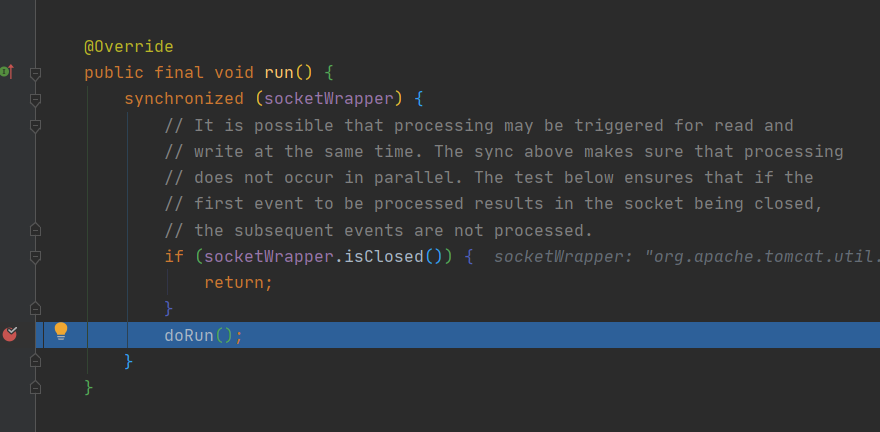 @Override
public final void run() {
synchronized (socketWrapper) {
// It is possible that processing may be triggered for read and
// write at the same time. The sync above makes sure that processing
// does not occur in parallel. The test below ensures that if the
// first event to be processed results in the socket being closed,
// the subsequent events are not processed.
if (socketWrapper.isClosed()) { socketWrapper: "org.apache.tomcat.util.
return;
}
doRun();
}
}